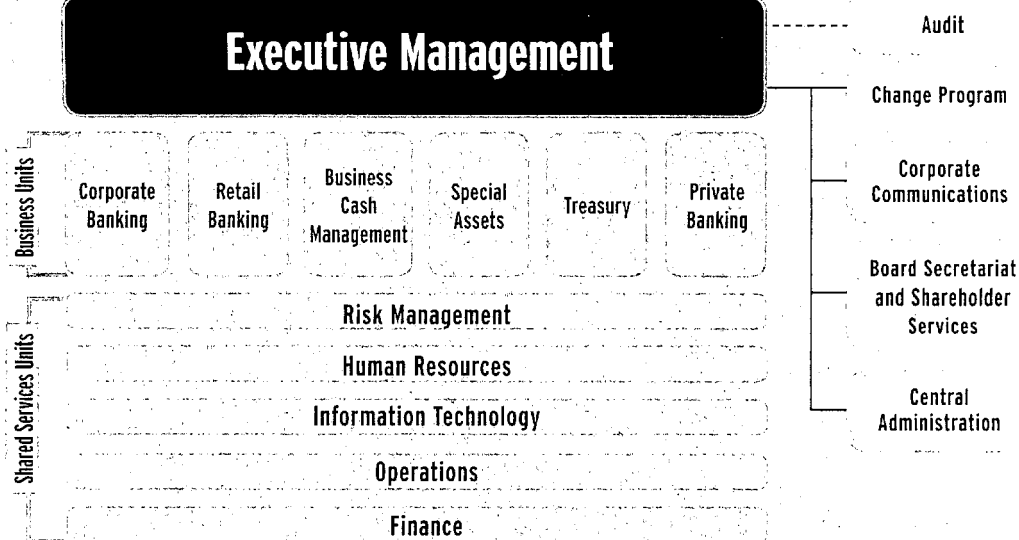 Executive Management
Audit
Change Program
Corporate
Communications
Board Secretariat
and Shareholder
Services
Central
Administration
Business Units
Corporate
Banking
Retail
Banking
Business
Cash
Management
Special
Assets
Treasury
Private
Banking
Shared Services Units
Risk Management
Human Resources
Information Technology
Operations
Finance